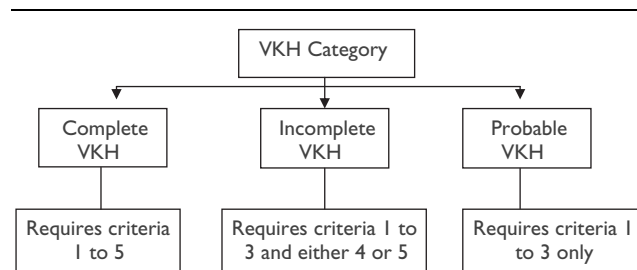 VKH Category
Complete
VKH
Incomplete
VKH
Probable
VKH
Requires criteria
1 to 5
Requires criteria 1 to
3 and either 4 or 5
Requires criteria 1
to 3 only